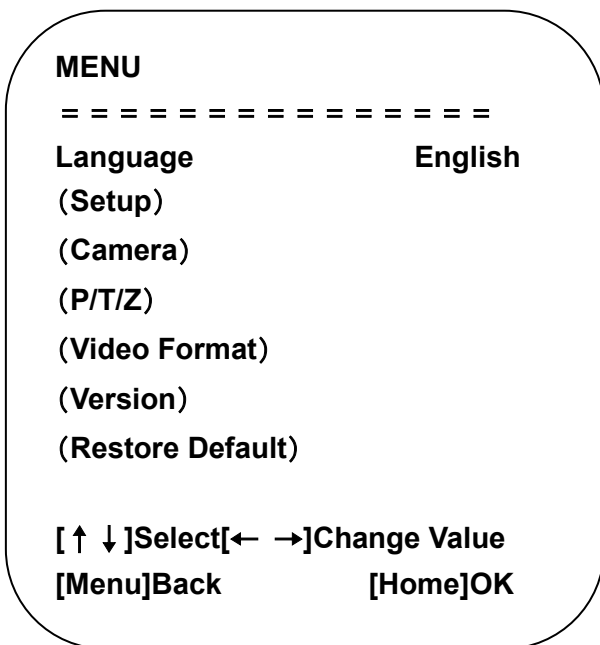 MENU
= = = = = = = = = = = = = = =
Language English
（Setup）
（Camera）
（P/T/Z）
（Video Format）
（Version）
（Restore Default）
[↑ ↓]Select[← →]Change Value
[Menu]Back [Home]OK